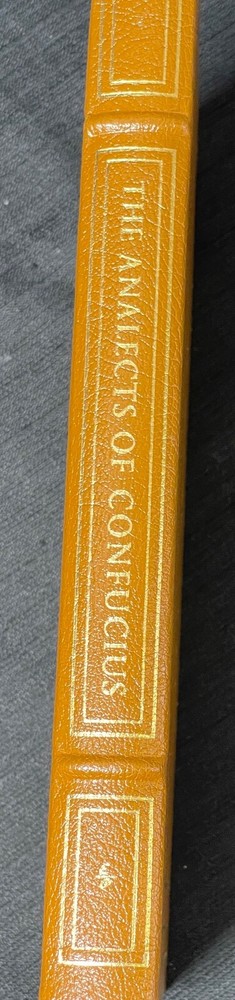 THE ANALECTS OF CONFUCIUS